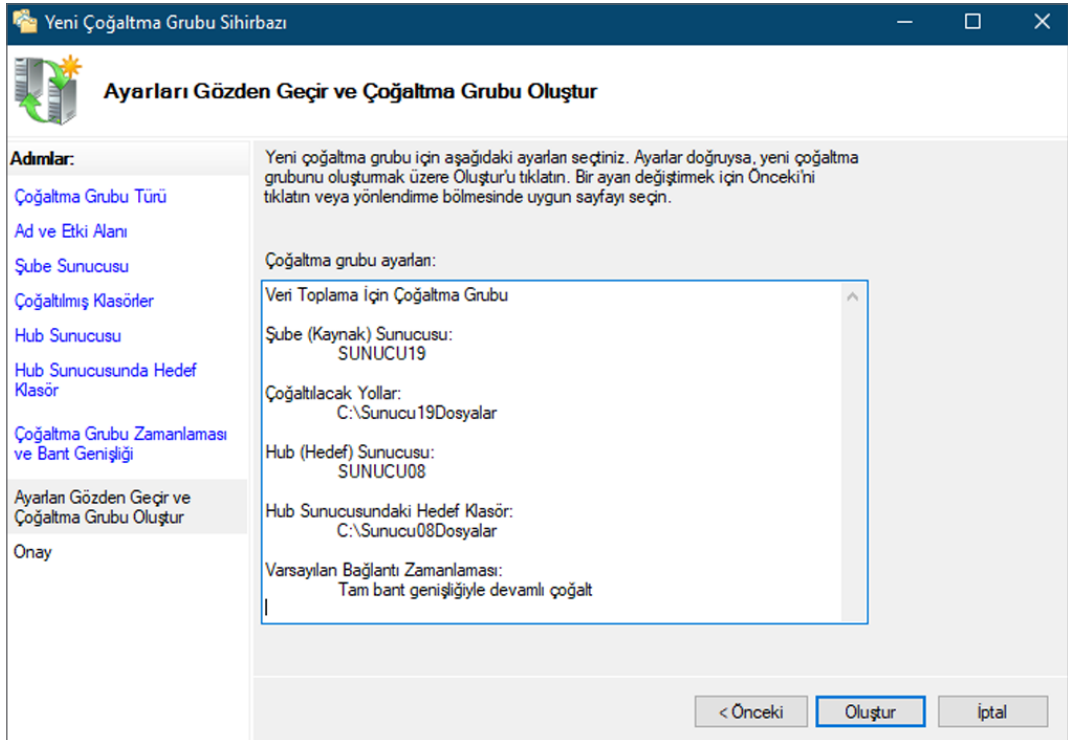 Yeni Çoğaltma Grubu Sihirbazı
Ayarları Gözden Geçir ve Çoğaltma Grubu Oluştur
Adımlar:
Çoğaltma Grubu Türü
Ad ve Etki Alanı
Şube Sunucusu
Çoğaltılmış Klasörler
Hub Sunucusu
Hub Sunucusunda Hedef
Klasör
Çoğaltma Grubu Zamanlaması
ve Bant Genişliği
Ayarları Gözden Geçir ve
Çoğaltma Grubu Oluştur
Onay
Yeni çoğaltma grubu için aşağıdaki ayarları seçtiniz. Ayarlar doğruysa, yeni çoğaltma
grubunu oluşturmak üzere Oluştur'u tıklatın. Bir ayarı değiştirmek için Önceki'ni
tıklatın veya yönlendirme bölmesinde uygun sayfayı seçin.
Çoğaltma grubu ayarları:
Veri Toplama İçin Çoğaltma Grubu
Şube (Kaynak) Sunucusu:
SUNUCU19
Çoğaltılacak Yollar:
C:\Sunucu19Dosyalar
Hub (Hedef) Sunucusu:
SUNUCU08
Hub Sunucusundaki Hedef Klasör:
C:\Sunucu08Dosyalar
Varsayılan Bağlantı Zamanlaması:
Tam bant genişliğiyle devamlı çoğalt
< Önceki
Oluştur
İptal